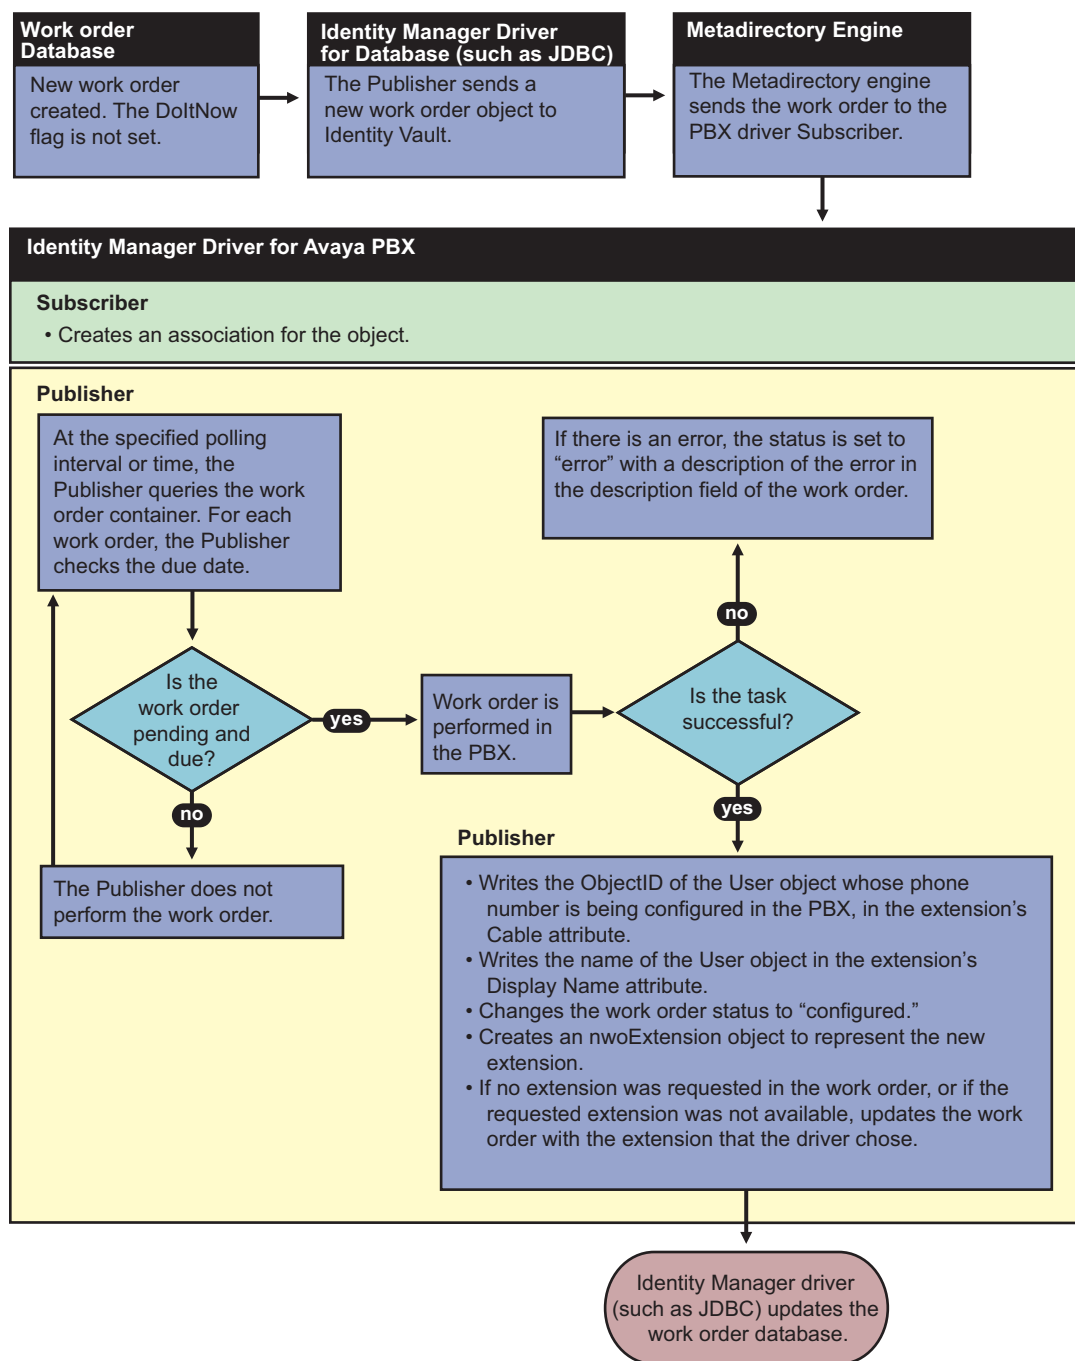 Work order
Database
New work order
created. The DoItNow
flag is not set.
Identity Manager Driver
for Database (such as JDBC)
The Publisher sends a
new work order object to
Identity Vault.
Metadirectory Engine
The Metadirectory engine
sends the work order to the
PBX driver Subscriber.
Identity Manager Driver for Avaya PBX
Subscriber
• Creates an association for the object.
Publisher
At the specified polling
interval or time, the
Publisher queries the work
order container. For each
work order, the Publisher
checks the due date.
If there is an error, the status is set to
“error” with a description of the error in
the description field of the work order.
no
Is the
work order
pending and
due?
yes
Work order is
performed in
the PBX.
Is the task
successful?
no
yes
The Publisher does not
perform the work order.
Publisher
• Writes the ObjectID of the User object whose phone
number is being configured in the PBX, in the extension’s
Cable attribute.
• Writes the name of the User object in the extension’s
Display Name attribute.
• Changes the work order status to “configured.”
• Creates an nwoExtension object to represent the new
extension.
• If no extension was requested in the work order, or if the
requested extension was not available, updates the work
order with the extension that the driver chose.
Identity Manager driver
(such as JDBC) updates the
work order database.